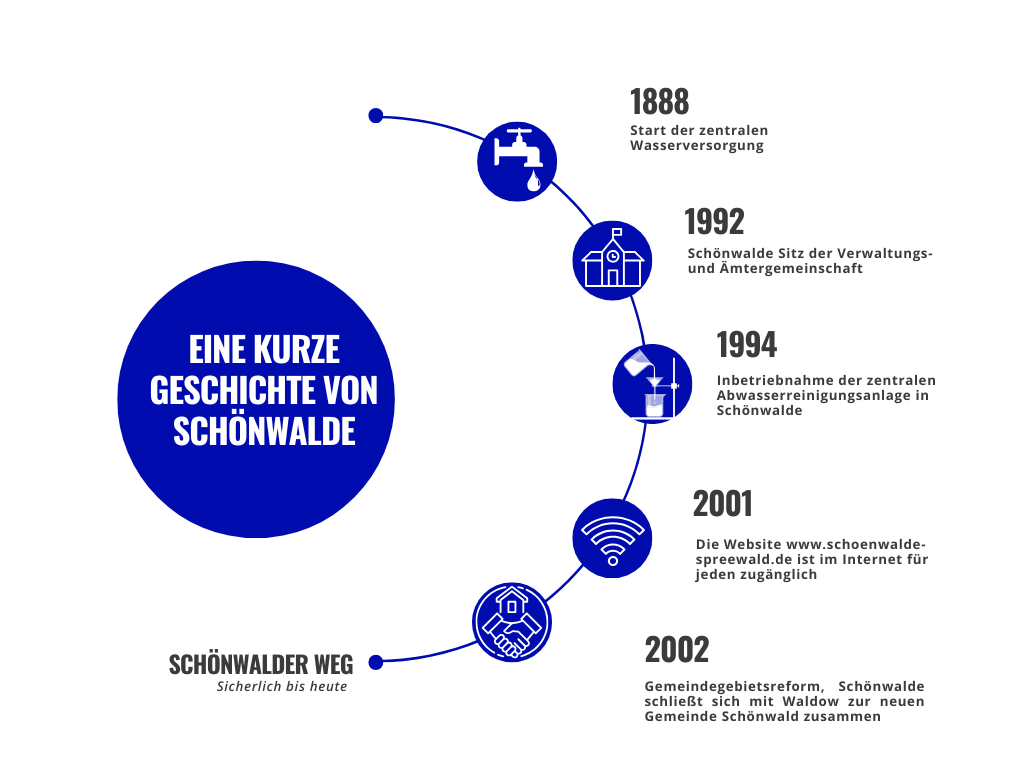 EINE KURZE
GESCHICHTE VON
SCHÖNWALDE
1888
Start der zentralen
Wasserversorgung
1992
Schönwalde Sitz der Verwaltungs-
und Ämtergemeinschaft
1994
Inbetriebnahme der zentralen
Abwasserreinigungsanlage in
Schönwalde
2001
Die Website www.schoenwalde-
spreewald.de ist im Internet für
jeden zugänglich
2002
Gemeindegebietsreform, Schönwalde
schließt sich mit Waldow zur neuen
Gemeinde Schönwald zusammen
SCHÖNWALDER WEG
Sicherlich bis heute